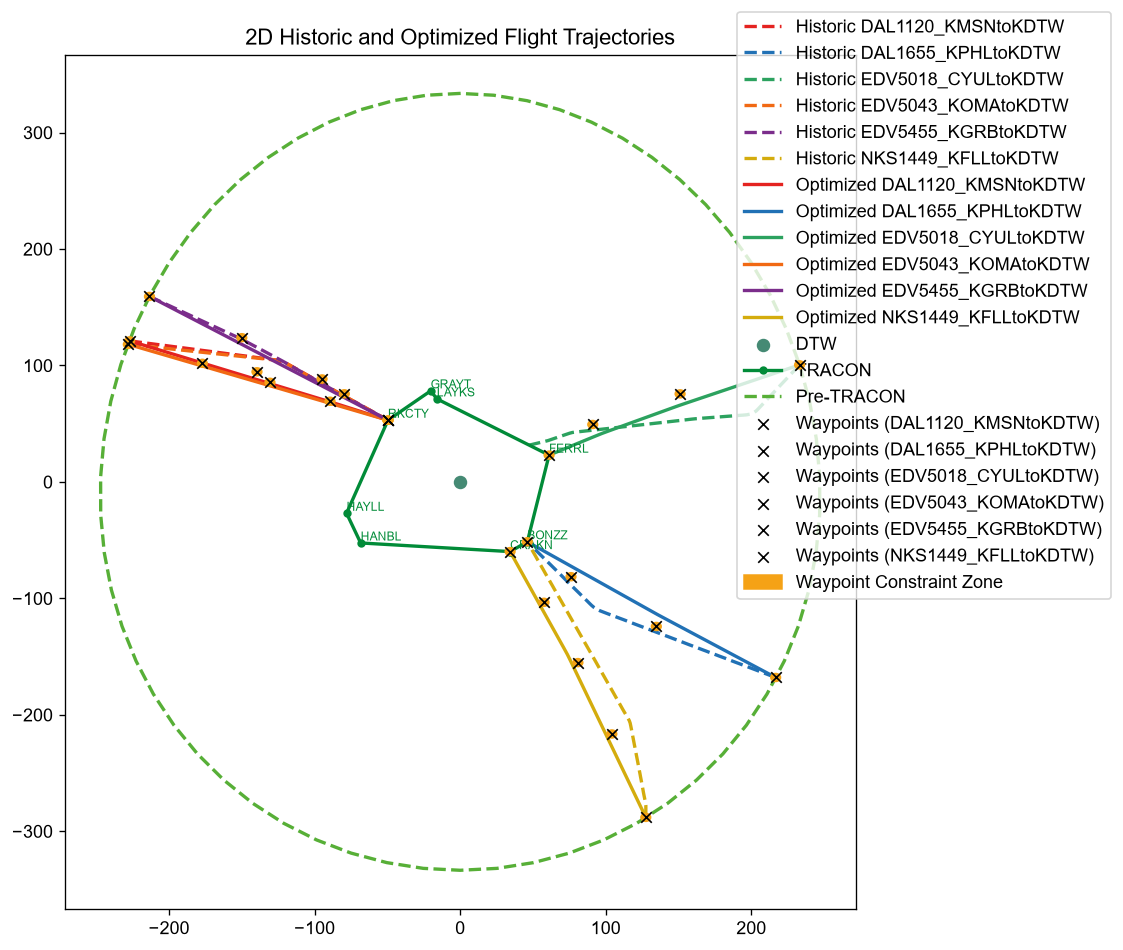 2D Historic and Optimized Flight Trajectories
Historic DAL1120_KMSNtoKDTW
Historic DAL1655_KPHLtoKDTW
Historic EDV5018_CYULtoKDTW
Historic EDV5043_KOMAtoKDTW
Historic EDV5455_KGRBtoKDTW
Historic NKS1449_KFLLtoKDTW
Optimized DAL1120_KMSNtoKDTW
Optimized DAL1655_KPHLtoKDTW
Optimized EDV5018_CYULtoKDTW
Optimized EDV5043_KOMAtoKDTW
Optimized EDV5455_KGRBtoKDTW
Optimized NKS1449_KFLLtoKDTW
DTW
TRACON
Pre-TRACON
Waypoints (DAL1120_KMSNtoKDTW)
Waypoints (DAL1655_KPHLtoKDTW)
Waypoints (EDV5018_CYULtoKDTW)
Waypoints (EDV5043_KOMAtoKDTW)
Waypoints (EDV5455_KGRBtoKDTW)
Waypoints (NKS1449_KFLLtoKDTW)
Waypoint Constraint Zone
300
200
100
0
−100
−200
−300
GRAYT
RKCTY
FERRL
HAYLL
HANBL
BONZZ
−200
−100
0
100
200